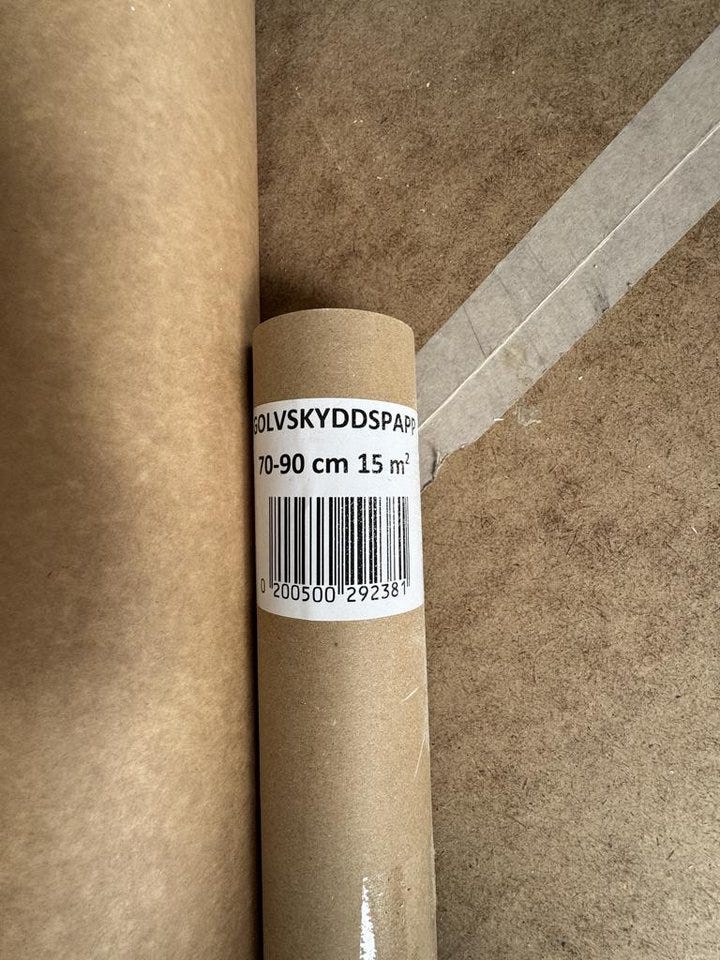 GOLVSKYDDSPAPP
70-90 cm 15 m²
0 200500 292381